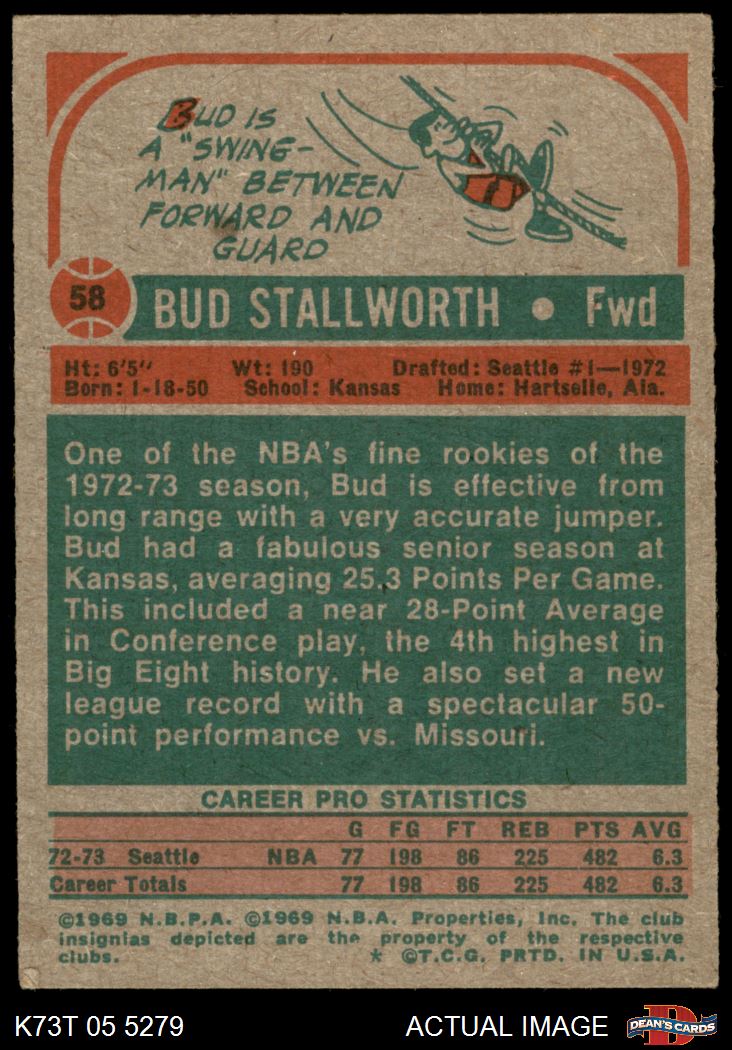 BUD IS
A "SWING-
MAN" BETWEEN
FORWARD AND
GUARD
58
BUD STALLWORTH • Fwd
Ht: 6'5" Wt: 190 Drafted: Seattle #1—1972
Born: 1-18-50 School: Kansas Home: Hartselle, Ala.
One of the NBA's fine rookies of the
1972-73 season, Bud is effective from
long range with a very accurate jumper.
Bud had a fabulous senior season at
Kansas, averaging 25.3 Points Per Game.
This included a near 28-Point Average
in Conference play, the 4th highest in
Big Eight history. He also set a new
league record with a spectacular 50-
point performance vs. Missouri.
CAREER PRO STATISTICS
G FG FT REB PTS AVG
72-73 Seattle NBA 77 198 86 225 482 6.3
Career Totals 77 198 86 225 482 6.3
©1969 N.B.P.A. ©1969 N.B.A. Properties, Inc. The club
insignias depicted are the property of the respective
clubs. * ©T.C.G. PRTD. IN U.S.A.
K73T 05 5279 ACTUAL IMAGE DEAN'S CARDS